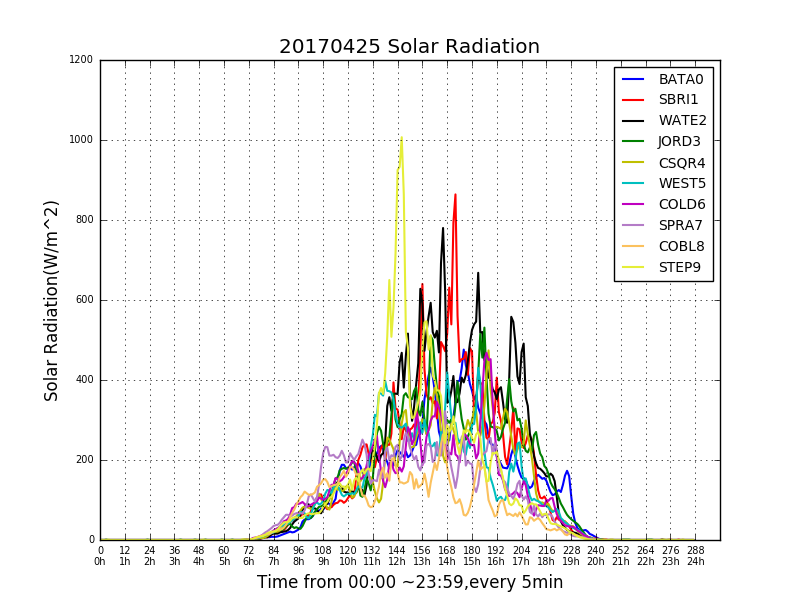 20170425 Solar Radiation
Solar Radiation(W/m^2)
1200
1000
800
600
400
200
0
BATA0
SBRI1
WATE2
JORD3
CSQR4
WEST5
COLD6
SPRA7
COBL8
STEP9
0 12 24 36 48 60 72 84 96 108 120 132 144 156 168 180 192 204 216 228 240 252 264 276 288
0h 1h 2h 3h 4h 5h 6h 7h 8h 9h 10h 11h 12h 13h 14h 15h 16h 17h 18h 19h 20h 21h 22h 23h 24h
Time from 00:00 ~23:59,every 5min